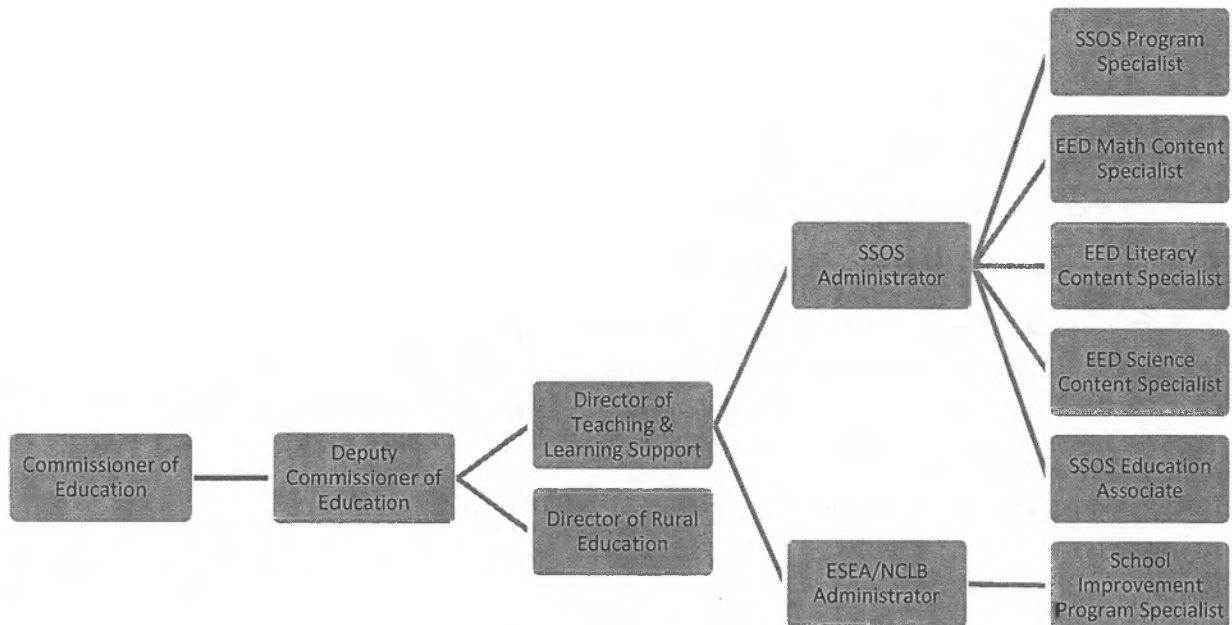 Commissioner of
Education
Deputy
Commissioner of
Education
Director of
Teaching &
Learning Support
Director of Rural
Education
SSOS
Administrator
ESEA/NCLB
Administrator
SSOS Program
Specialist
EED Math Content
Specialist
EED Literacy
Content Specialist
EED Science
Content Specialist
SSOS Education
Associate
School
Improvement
Program Specialist